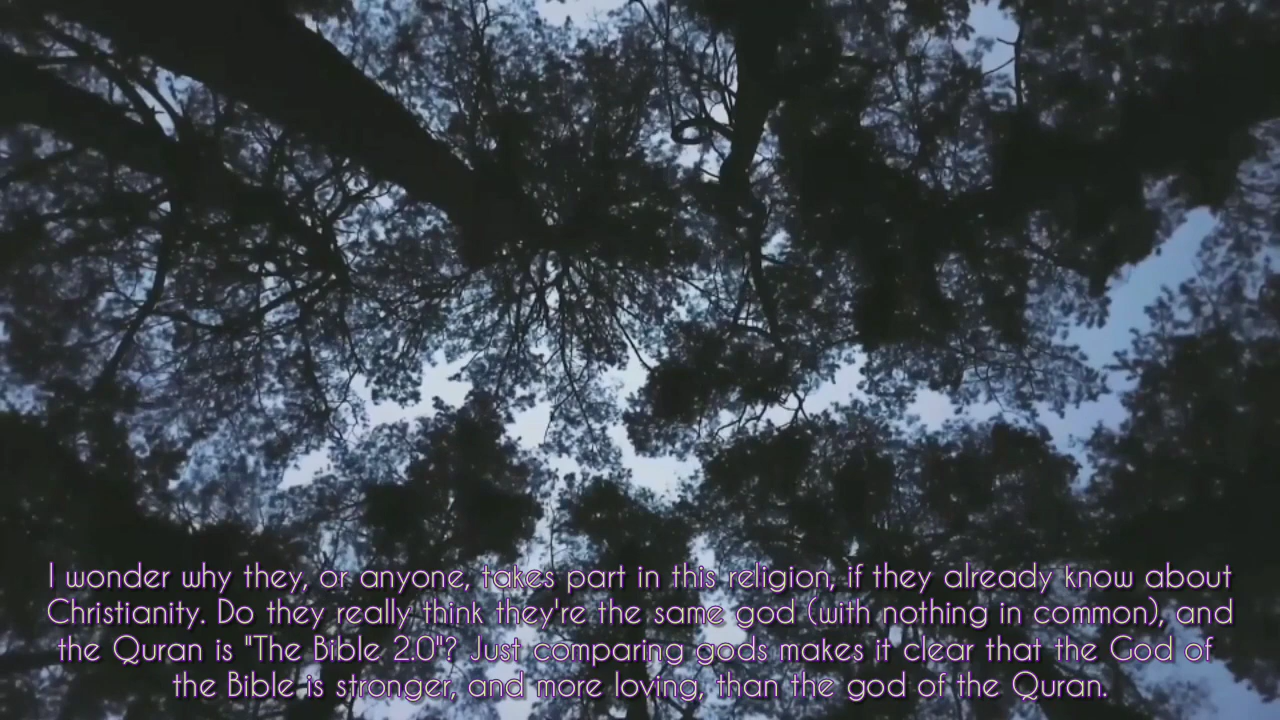 I wonder why they, or anyone, takes part in this religion, if they already know about
Christianity. Do they really think they're the same god (with nothing in common), and
the Quran is "The Bible 2.0"? Just comparing gods makes it clear that the God of
the Bible is stronger, and more loving, than the god of the Quran.